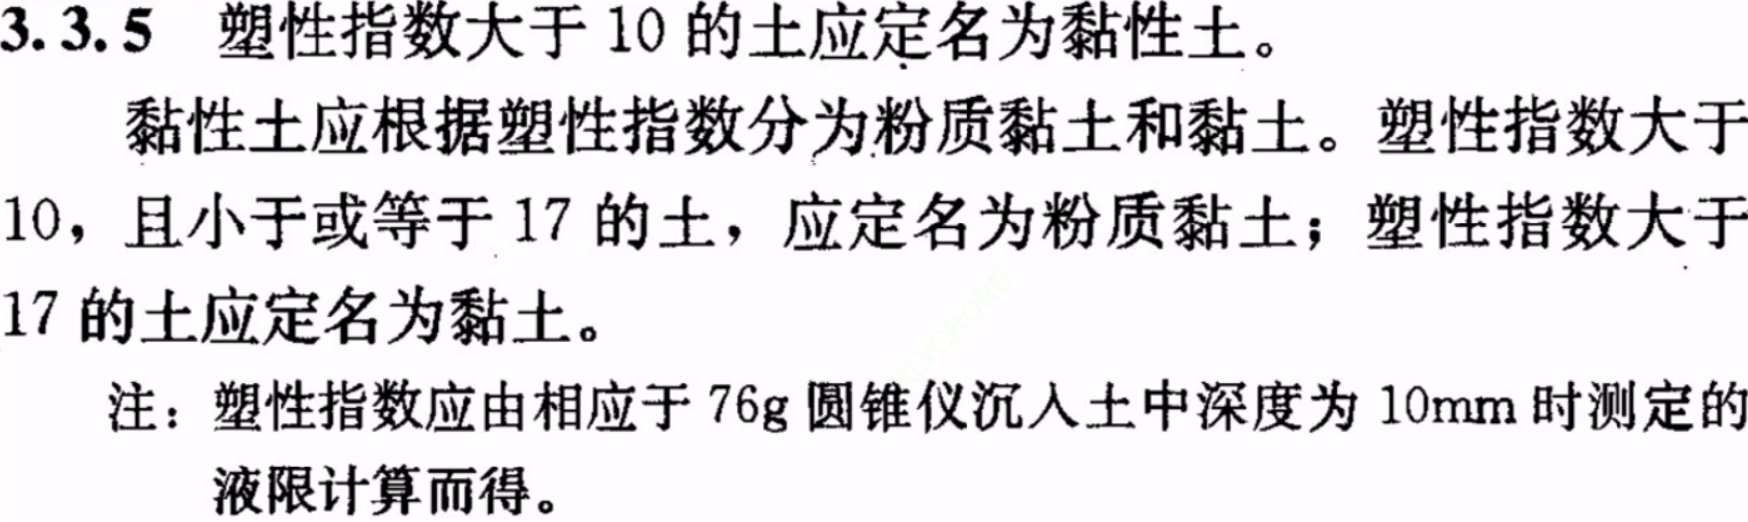 3.3.5 塑性指数大于 10 的土应定名为黏性土。
黏性土应根据塑性指数分为粉质黏土和黏土。塑性指数大于
10，且小于或等于 17 的土，应定名为粉质黏土；塑性指数大于
17 的土应定名为黏土。
注：塑性指数应由相应于 76g 圆锥仪沉入土中深度为 10mm 时测定的
液限计算而得。